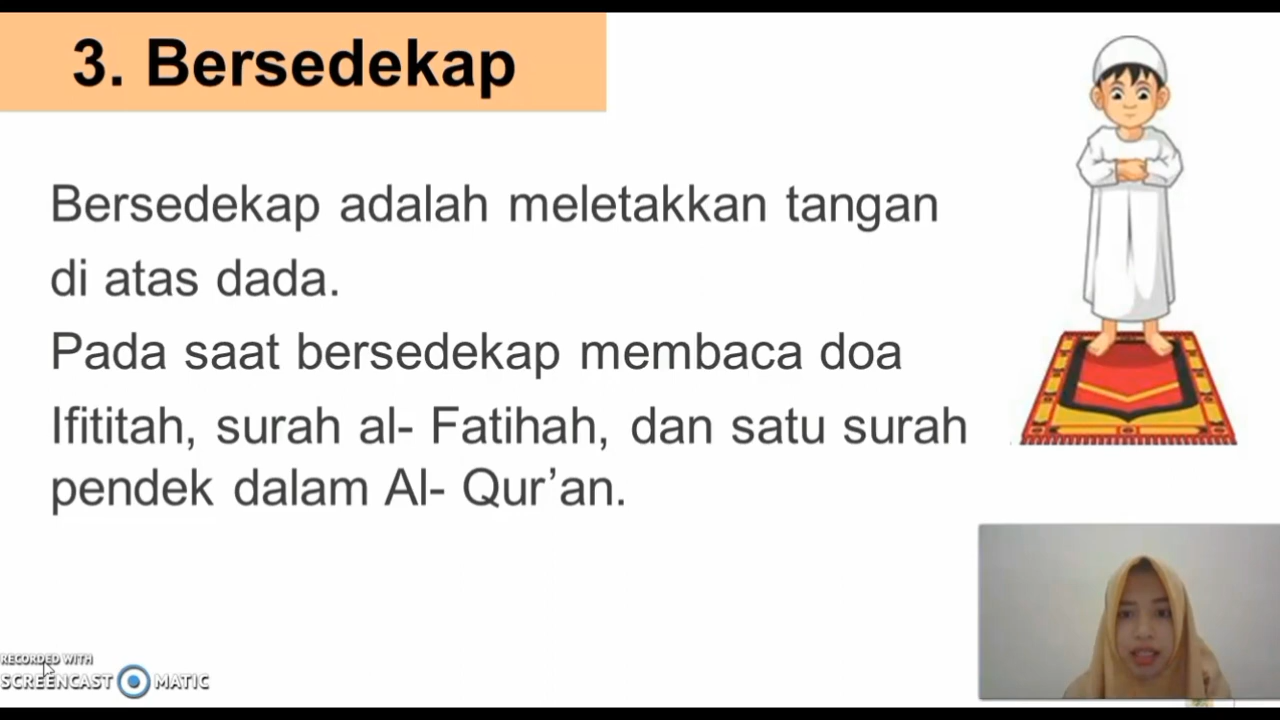 3. Bersedekap
Bersedekap adalah meletakkan tangan
di atas dada.
Pada saat bersedekap membaca doa
Ifititah, surah al- Fatihah, dan satu surah
pendek dalam Al- Qur’an.
RECORDED WITH
SCREENCAST MATIC